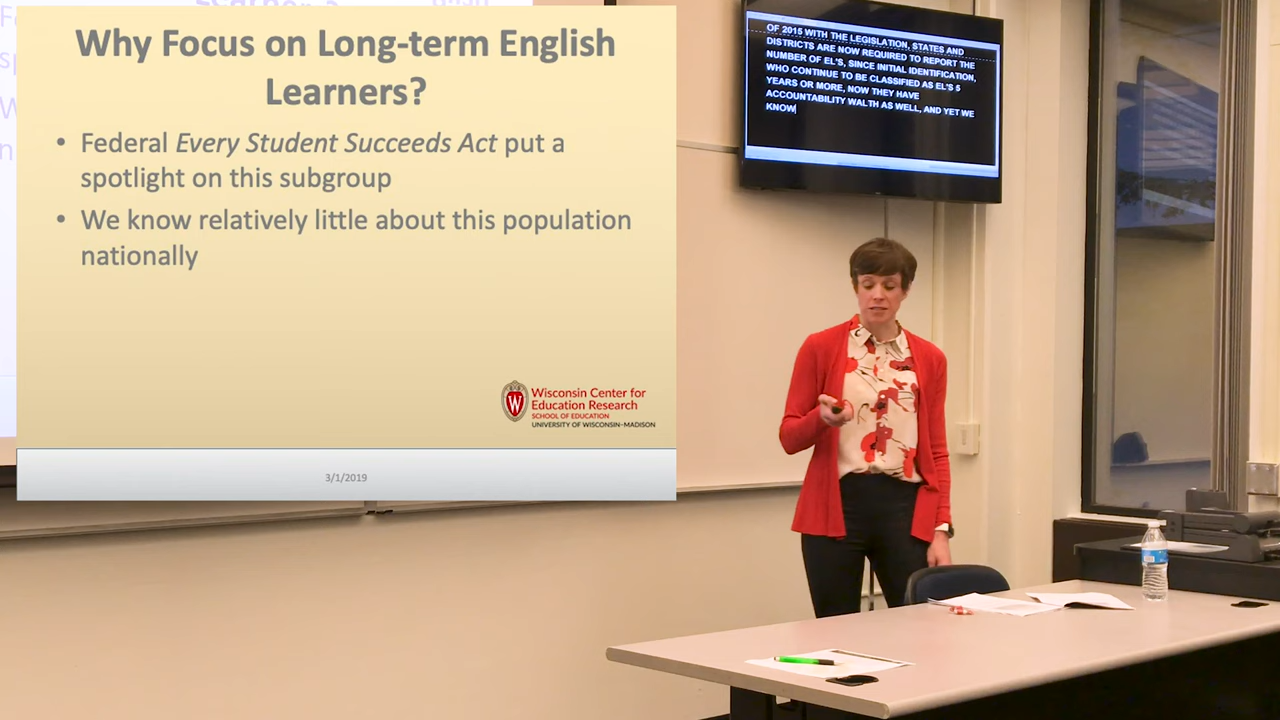 Why Focus on Long-term English
Learners?
• Federal Every Student Succeeds Act put a
spotlight on this subgroup
• We know relatively little about this population
nationally
W
Wisconsin Center for
Education Research
SCHOOL OF EDUCATION
UNIVERSITY OF WISCONSIN–MADISON
3/1/2019
OF 2015 WITH THE LEGISLATION, STATES AND
DISTRICTS ARE NOW REQUIRED TO REPORT THE
NUMBER OF EL'S, SINCE INITIAL IDENTIFICATION,
WHO CONTINUE TO BE CLASSIFIED AS EL'S 5
YEARS OR MORE, NOW THEY HAVE
ACCOUNTABILITY WALTH AS WELL, AND YET WE
KNOW